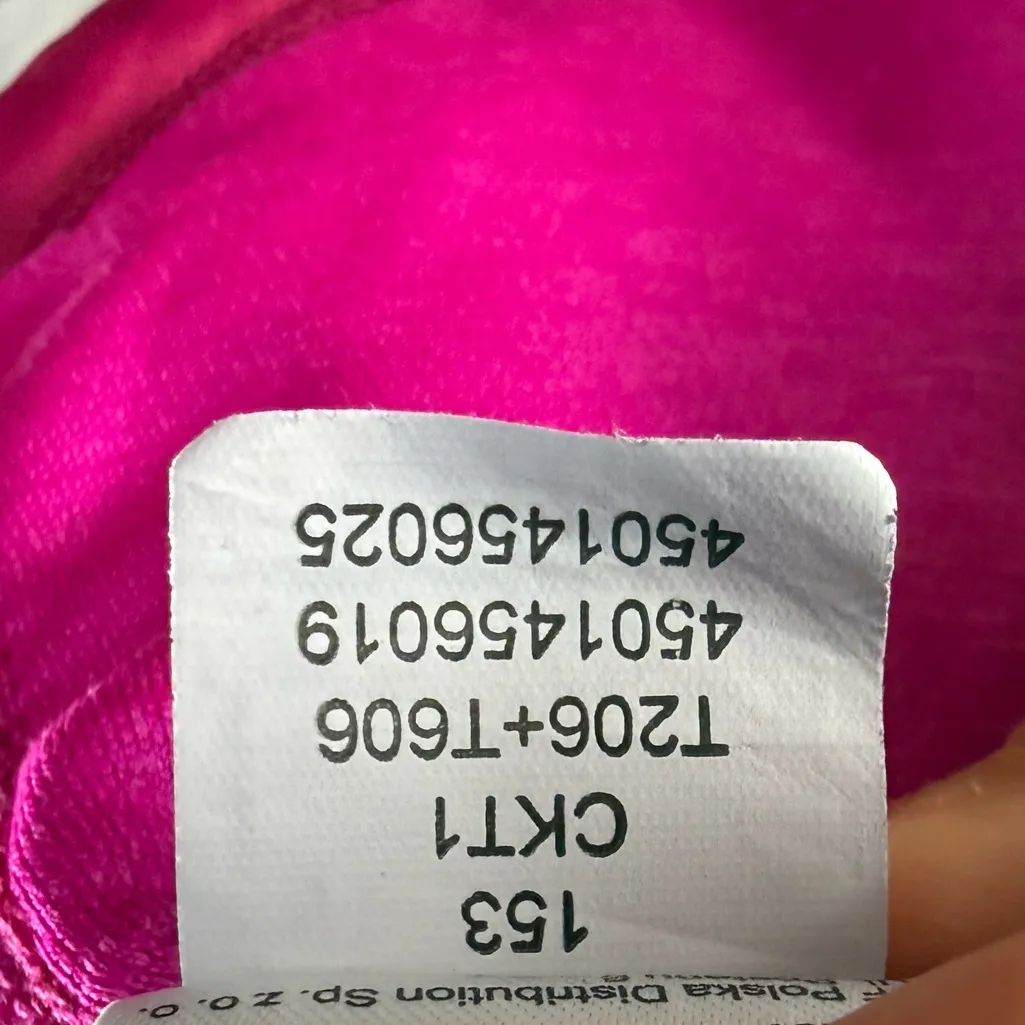 Polska Distribution Sp. z o. o.
153
CKT1
T206+T606
4501456019
4501456025